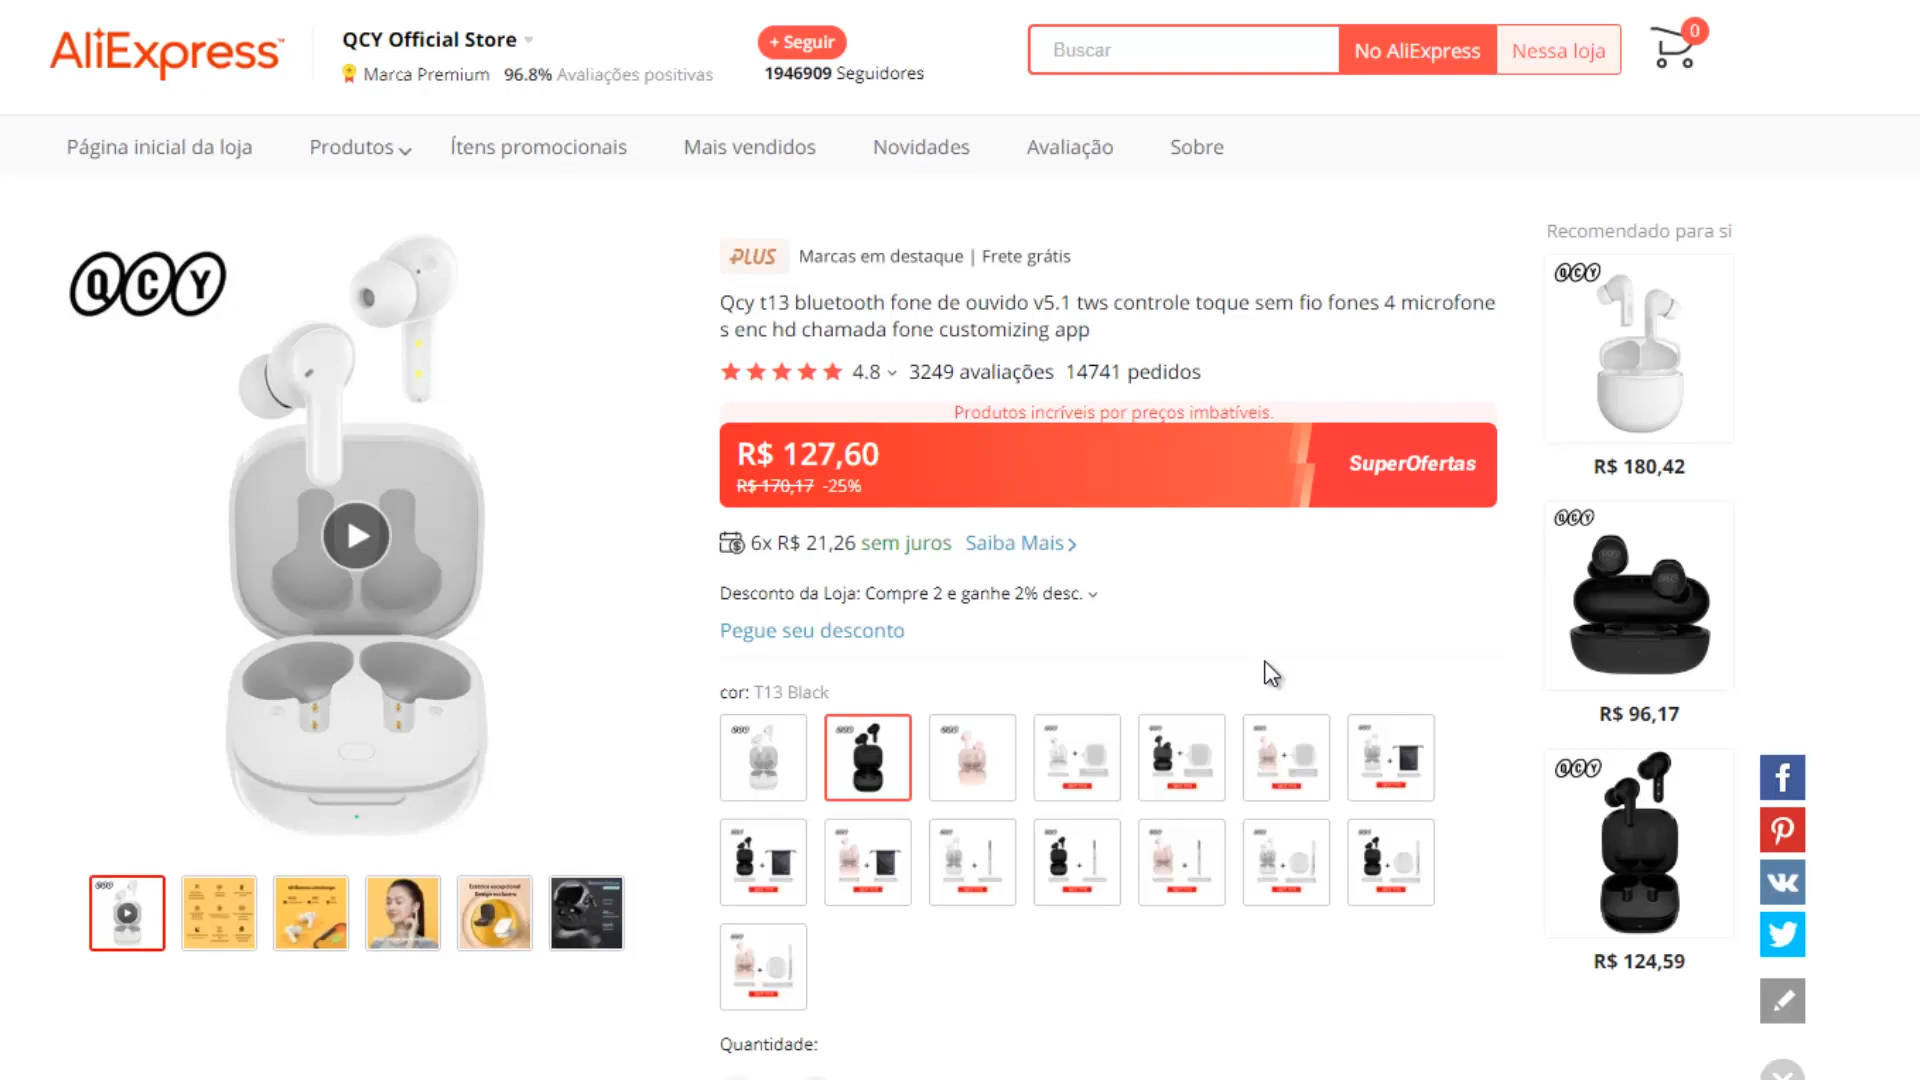 AliExpress™
QCY Official Store
Marca Premium 96.8% Avaliações positivas
+ Seguir
1946909 Seguidores
Buscar
No AliExpress
Nessa loja
0
Página inicial da loja
Produtos
Ítens promocionais
Mais vendidos
Novidades
Avaliação
Sobre
QCY
PLUS
Marcas em destaque | Frete grátis
Qcy t13 bluetooth fone de ouvido v5.1 tws controle toque sem fio fones 4 microfone
s enc hd chamada fone customizing app
4.8 3249 avaliações 14741 pedidos
Produtos incríveis por preços imbatíveis.
R$ 127,60
R$ 170,17 -25%
SuperOfertas
6x R$ 21,26 sem juros Saiba Mais
Desconto da Loja: Compre 2 e ganhe 2% desc.
Pegue seu desconto
cor: T13 Black
Quantidade:
Recomendado para si
QCY
R$ 180,42
QCY
R$ 96,17
QCY
R$ 124,59